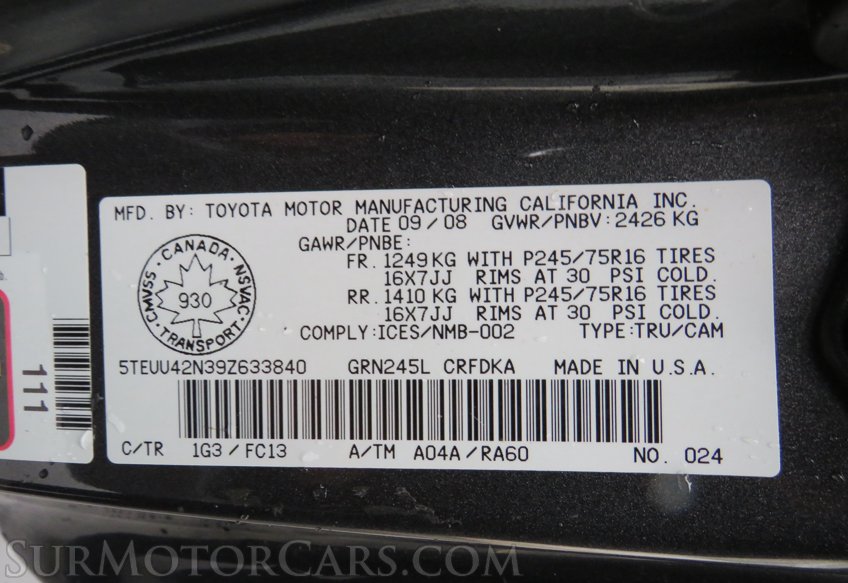 MFD. BY: TOYOTA MOTOR MANUFACTURING CALIFORNIA INC.
DATE 09/08 GVWR/PNBV: 2426 KG
GAWR/PNBE:
FR. 1249 KG WITH P245/75R16 TIRES
16X7JJ RIMS AT 30 PSI COLD.
RR. 1410 KG WITH P245/75R16 TIRES
16X7JJ RIMS AT 30 PSI COLD.
CANADA
CMVSS · NSVAC
930
TRANSPORT
COMPLY: ICES/NMB-002 TYPE: TRU/CAM
5TEUU42N39Z633840 GRN245L CRFDKA MADE IN U.S.A.
C/TR 1G3/FC13 A/TM A04A/RA60 NO. 024
111
SurMotorCars.com